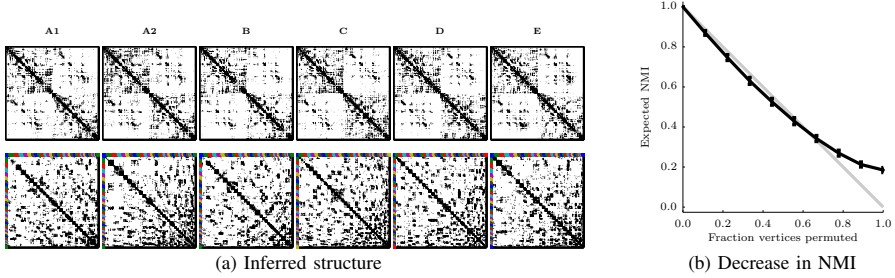 A1 A2 B C D E
(a) Inferred structure
Expected NMI
1.0
0.8
0.6
0.4
0.2
0.0
0.0 0.2 0.4 0.6 0.8 1.0
Fraction vertices permuted
(b) Decrease in NMI